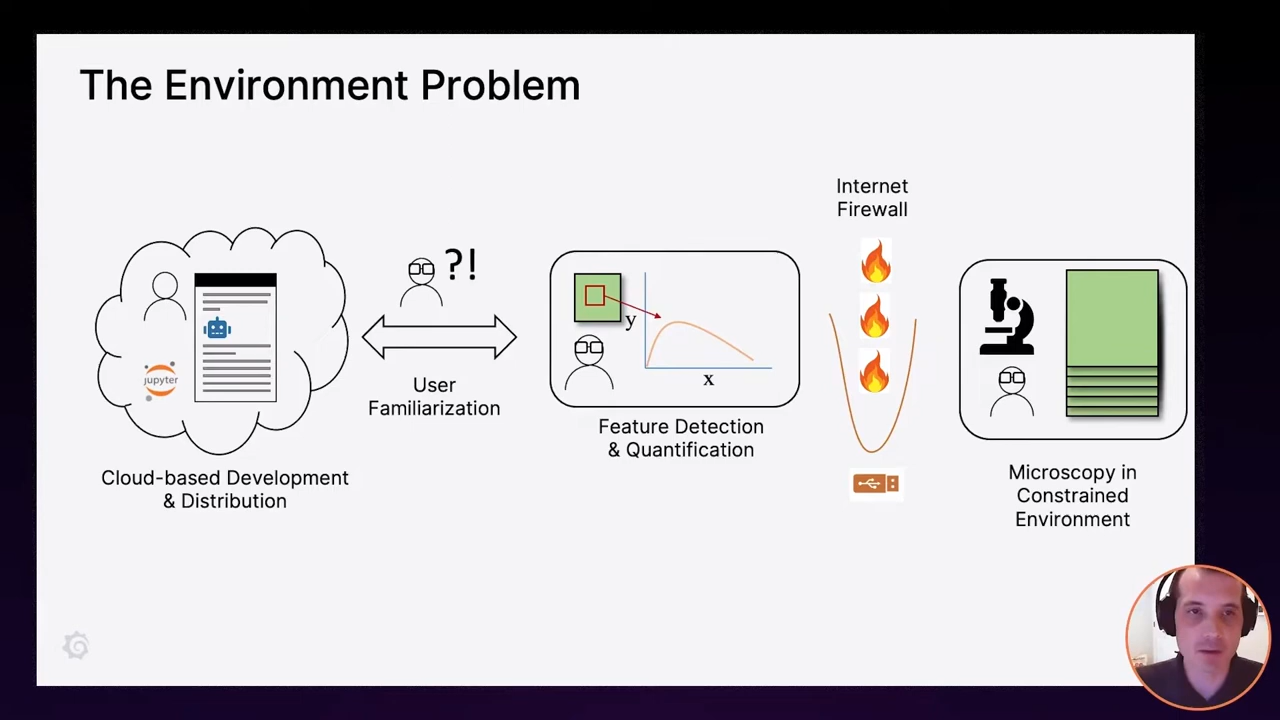 The Environment Problem
Internet
Firewall
?!
y
x
jupyter
User
Familiarization
Feature Detection
& Quantification
Cloud-based Development
& Distribution
Microscopy in
Constrained
Environment